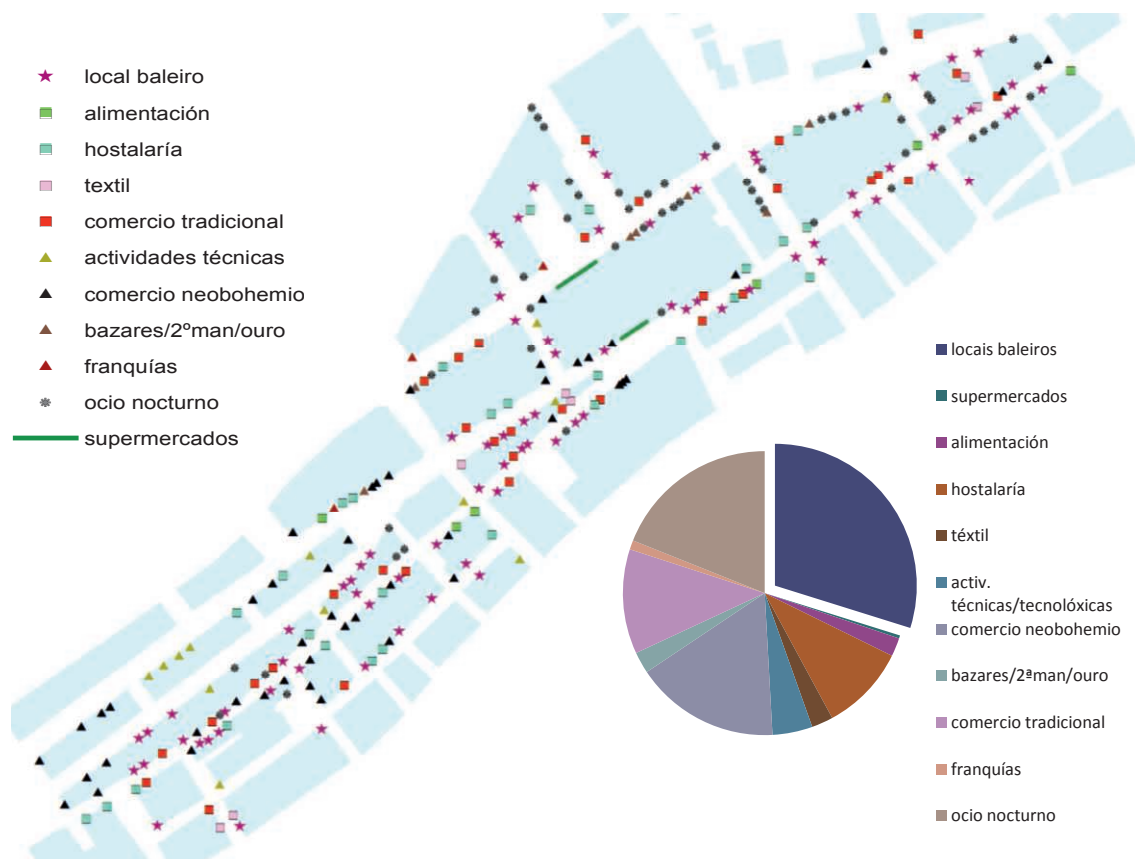 local baleiro
alimentación
hostalaría
textil
comercio tradicional
actividades técnicas
comercio neobohemio
bazares/2ºman/ouro
franquías
ocio nocturno
supermercados
locais baleiros
supermercados
alimentación
hostalaría
téxtil
activ.
técnicas/tecnolóxicas
comercio neobohemio
bazares/2ªman/ouro
comercio tradicional
franquías
ocio nocturno